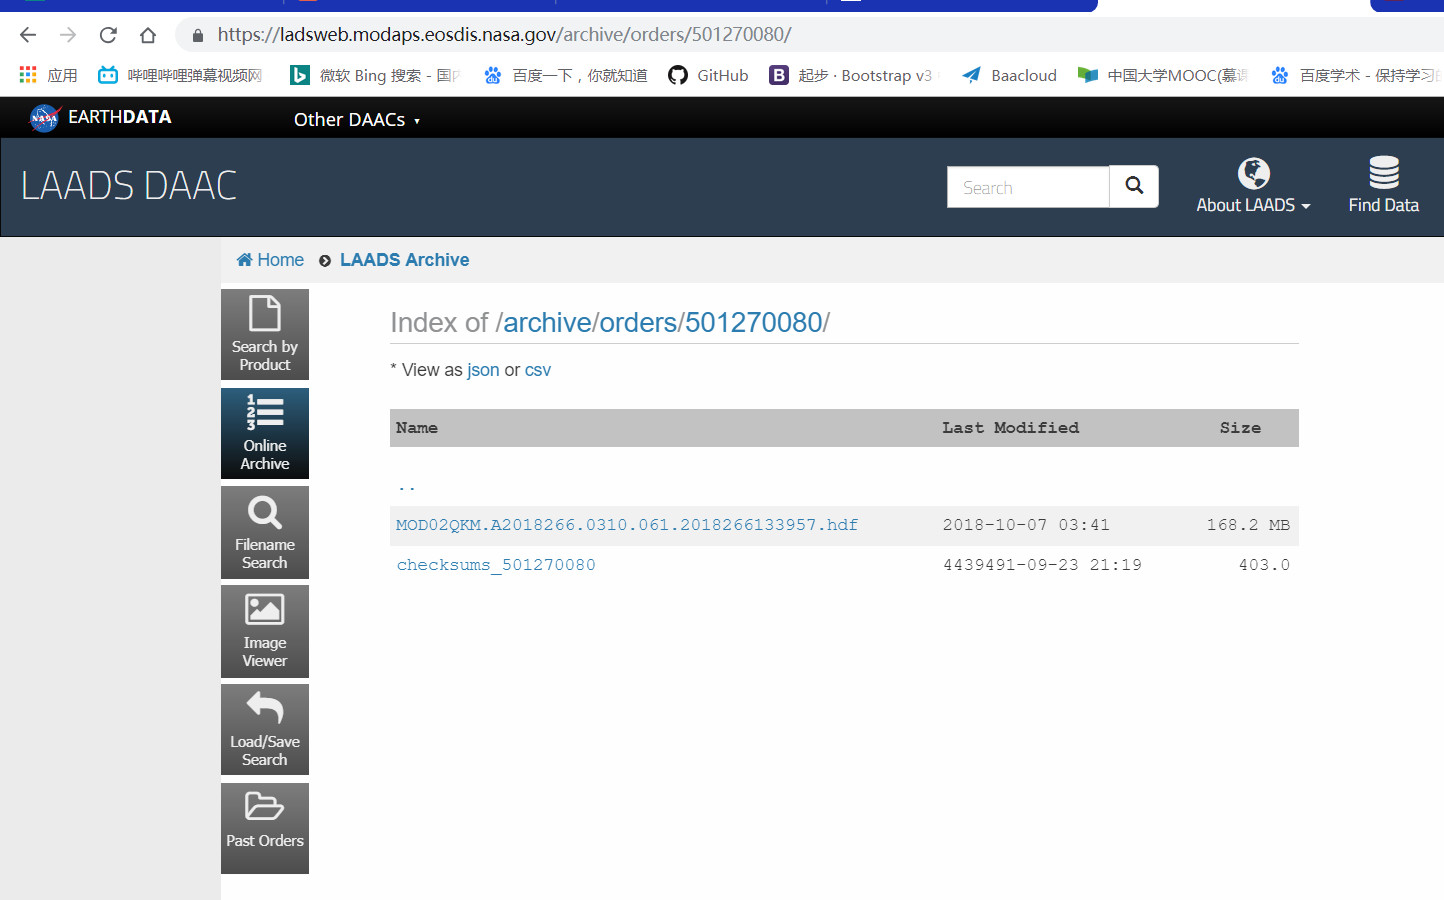 https://ladsweb.modaps.eosdis.nasa.gov/archive/orders/501270080/
应用 哔哩哔哩弹幕视频网 微软 Bing 搜索 - 国内 百度一下，你就知道 GitHub 起步 · Bootstrap v3 Baacloud 中国大学MOOC(慕课 百度学术 - 保持学习的
NASA EARTHDATA Other DAACs
LAADS DAAC
Search
About LAADS
Find Data
Home LAADS Archive
Search by
Product
Online
Archive
Filename
Search
Image
Viewer
Load/Save
Search
Past Orders
Index of /archive/orders/501270080/
* View as json or csv
Name Last Modified Size
..
MOD02QKM.A2018266.0310.061.2018266133957.hdf 2018-10-07 03:41 168.2 MB
checksums_501270080 4439491-09-23 21:19 403.0